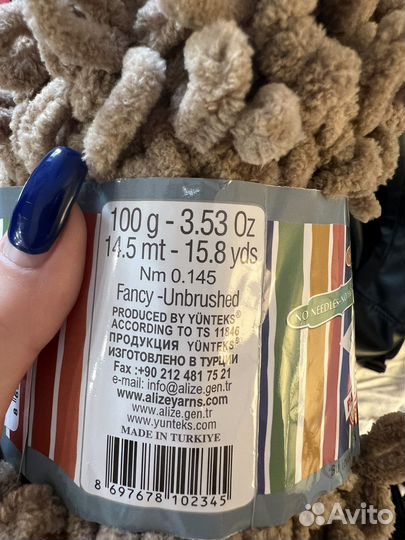 100 g - 3.53 Oz
14.5 mt - 15.8 yds
Nm 0.145
Fancy -Unbrushed
PRODUCED BY YÜNTEKS®
ACCORDING TO TS 11846
ПРОДУКЦИЯ YÜNTEKS®
ИЗГОТОВЛЕНО В ТУРЦИИ
Fax :+90 212 481 75 21
e-mail: info@alize.gen.tr
www.alizeyarns.com
www.alize.gen.tr
www.yunteks.com
MADE IN TURKIYE
8 697678 102345
NO NEEDLES
Avito